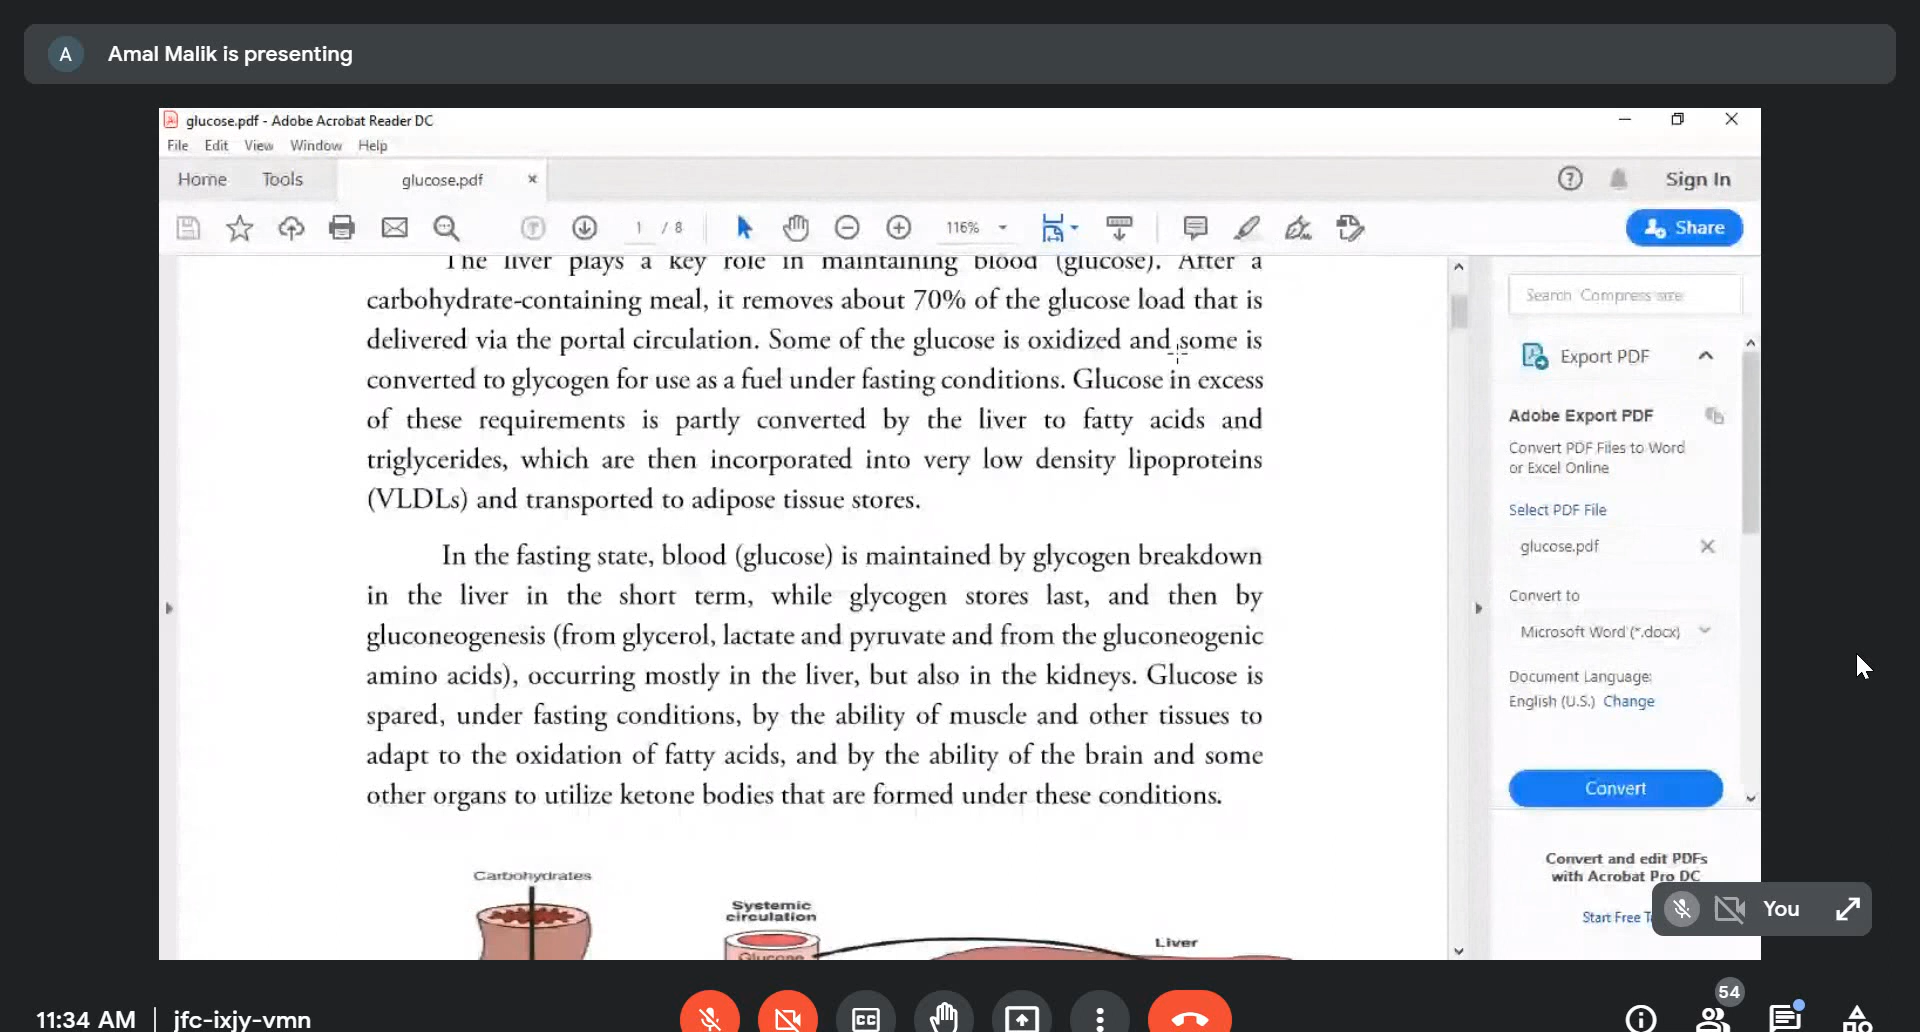 A Amal Malik is presenting
glucose.pdf - Adobe Acrobat Reader DC
File Edit View Window Help
Home Tools glucose.pdf ×
Sign In
1 / 8 116%
Share
The liver plays a key role in maintaining blood (glucose). After a
carbohydrate-containing meal, it removes about 70% of the glucose load that is
delivered via the portal circulation. Some of the glucose is oxidized and some is
converted to glycogen for use as a fuel under fasting conditions. Glucose in excess
of these requirements is partly converted by the liver to fatty acids and
triglycerides, which are then incorporated into very low density lipoproteins
(VLDLs) and transported to adipose tissue stores.
In the fasting state, blood (glucose) is maintained by glycogen breakdown
in the liver in the short term, while glycogen stores last, and then by
gluconeogenesis (from glycerol, lactate and pyruvate and from the gluconeogenic
amino acids), occurring mostly in the liver, but also in the kidneys. Glucose is
spared, under fasting conditions, by the ability of muscle and other tissues to
adapt to the oxidation of fatty acids, and by the ability of the brain and some
other organs to utilize ketone bodies that are formed under these conditions.
Carbohydrates
Systemic
circulation
Glucose
Liver
Search Compress size
Export PDF
Adobe Export PDF
Convert PDF Files to Word
or Excel Online
Select PDF File
glucose.pdf
Convert to
Microsoft Word (*.docx)
Document Language:
English (U.S.) Change
Convert
Convert and edit PDFs
with Acrobat Pro DC
Start Free
You
54
11:34 AM | jfc-ixjy-vmn
CC